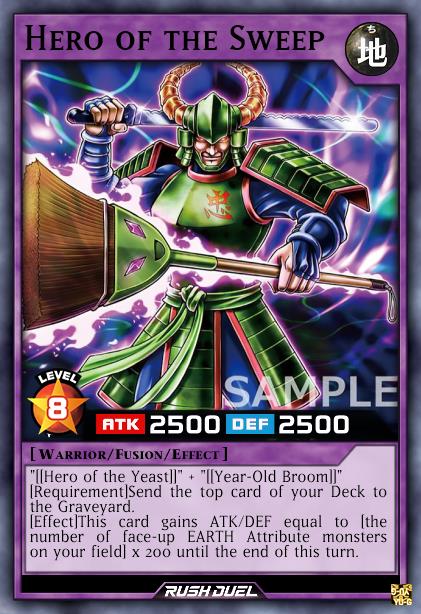 Hero of the Sweep
ち
地
忠
SAMPLE
LEVEL
8
ATK 2500 DEF 2500
[ Warrior/Fusion/Effect ]
"[[Hero of the Yeast]]" + "[[Year-Old Broom]]"
[Requirement]Send the top card of your Deck to
the Graveyard.
[Effect]This card gains ATK/DEF equal to [the
number of face-up EARTH Attribute monsters
on your field] x 200 until the end of this turn.
RUSH DUEL